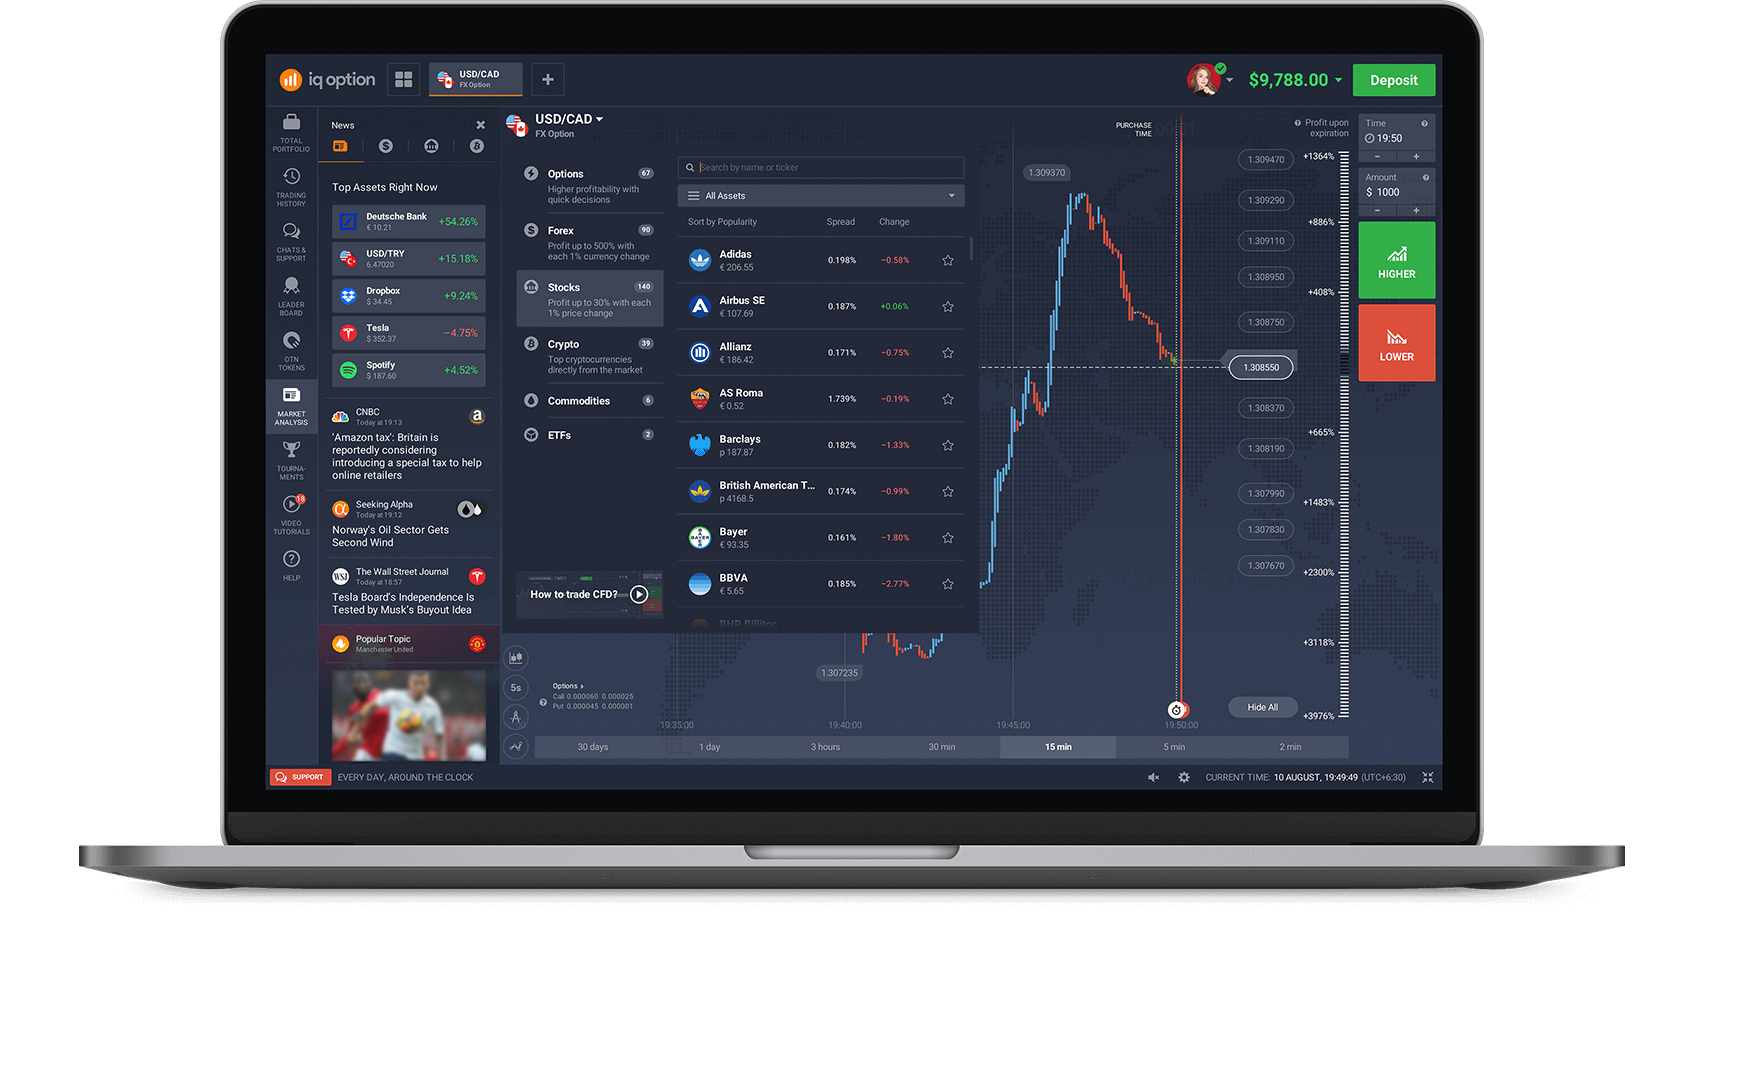 iq option
USD/CAD
FX Option
$9,788.00
Deposit
TOTAL
PORTFOLIO
TRADING
HISTORY
CHATS &
SUPPORT
LEADER
BOARD
OTN
TOKENS
MARKET
ANALYSIS
TOURNA-
MENTS
18
VIDEO
TUTORIALS
HELP
News
Top Assets Right Now
Deutsche Bank
€ 10.21
+54.26%
USD/TRY
6.47020
+15.18%
Dropbox
$ 34.45
+9.24%
Tesla
$ 352.37
−4.75%
Spotify
$ 187.60
+4.52%
CNBC
Today at 19:13
'Amazon tax': Britain is
reportedly considering
introducing a special tax to help
online retailers
Seeking Alpha
Today at 19:12
Norway's Oil Sector Gets
Second Wind
WSJ
The Wall Street Journal
Today at 18:57
Tesla Board's Independence Is
Tested by Musk's Buyout Idea
Popular Topic
Manchester United
USD/CAD
FX Option
Options 67
Higher profitability with
quick decisions
Forex 90
Profit up to 500% with
each 1% currency change
Stocks 140
Profit up to 30% with each
1% price change
Crypto 39
Top cryptocurrencies
directly from the market
Commodities 6
ETFs 2
How to trade CFD?
Search by name or ticker
All Assets
Sort by Popularity Spread Change
Adidas
€ 206.55
0.198% −0.58%
Airbus SE
€ 107.69
0.187% +0.06%
Allianz
€ 186.42
0.171% −0.75%
AS Roma
€ 0.52
1.739% −0.19%
Barclays
p 187.87
0.182% −1.33%
British American T...
p 4168.5
0.174% −0.99%
Bayer
€ 93.35
0.161% −1.80%
BBVA
€ 5.65
0.185% −2.77%
BHP Billiton
PURCHASE
TIME
00:01
1.309370
1.307235
Profit upon
expiration
1.309470
1.309290
1.309110
1.308950
1.308750
1.308550
1.308370
1.308190
1.307990
1.307830
1.307670
Hide All
+1364%
+886%
+408%
+665%
+1483%
+2300%
+3118%
+3976%
Time
19:50
− +
Amount
$ 1000
− +
HIGHER
LOWER
5s
Options
Call 0.000060 0.000025
Put 0.000045 0.000001
19:35:00 19:40:00 19:45:00 19:50:00
30 days 1 day 3 hours 30 min 15 min 5 min 2 min
SUPPORT
EVERY DAY, AROUND THE CLOCK
CURRENT TIME: 10 AUGUST, 19:49:49 (UTC+6:30)